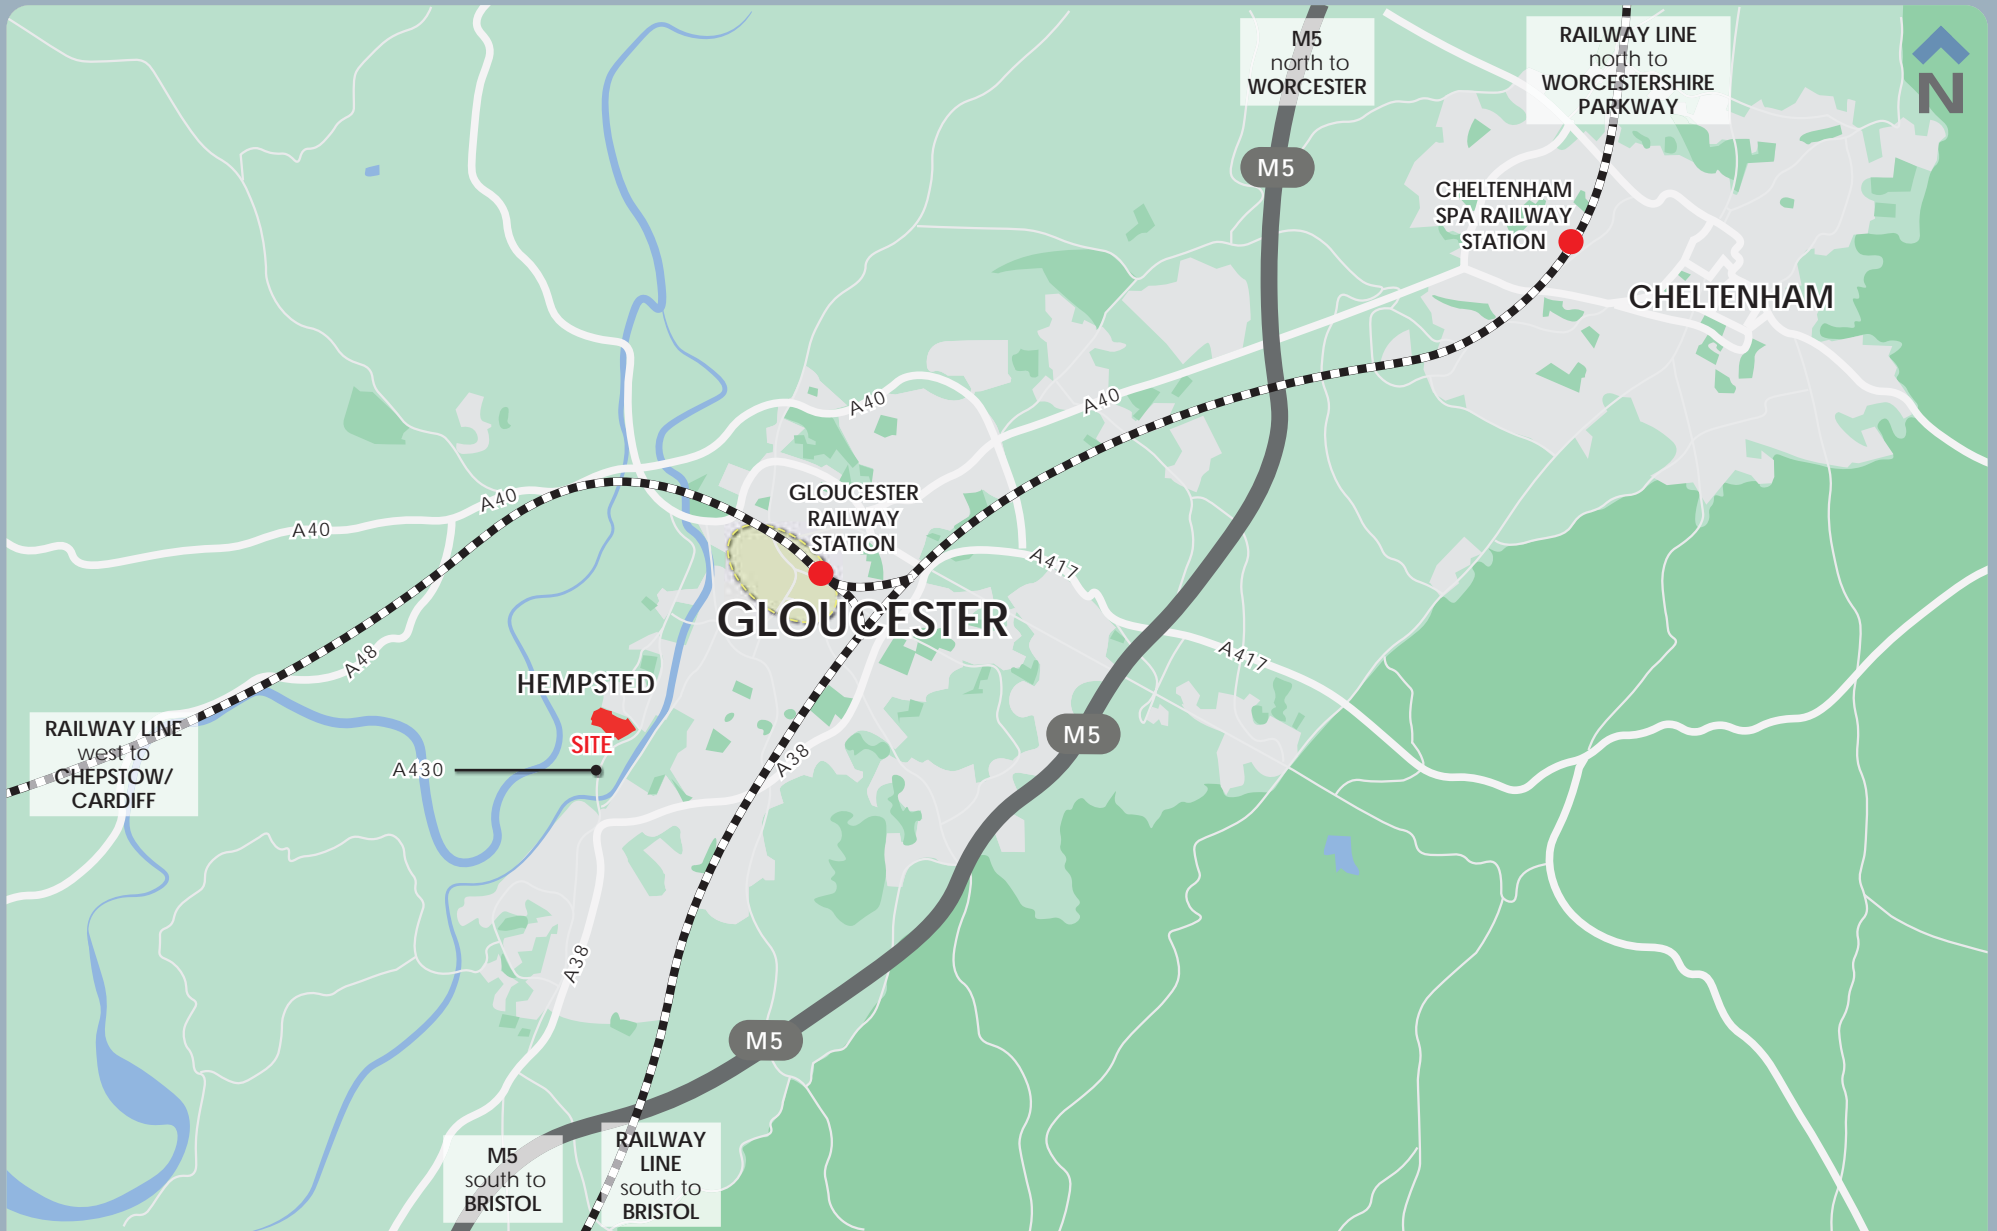 M5
north to
WORCESTER
RAILWAY LINE
north to
WORCESTERSHIRE
PARKWAY
N
M5
CHELTENHAM
SPA RAILWAY
STATION
CHELTENHAM
A40
A40
A40
A40
GLOUCESTER
RAILWAY
STATION
A417
GLOUCESTER
A48
A417
HEMPSTED
SITE
RAILWAY LINE
west to
CHEPSTOW/
CARDIFF
M5
A38
A430
A38
M5
M5
south to
BRISTOL
RAILWAY
LINE
south to
BRISTOL